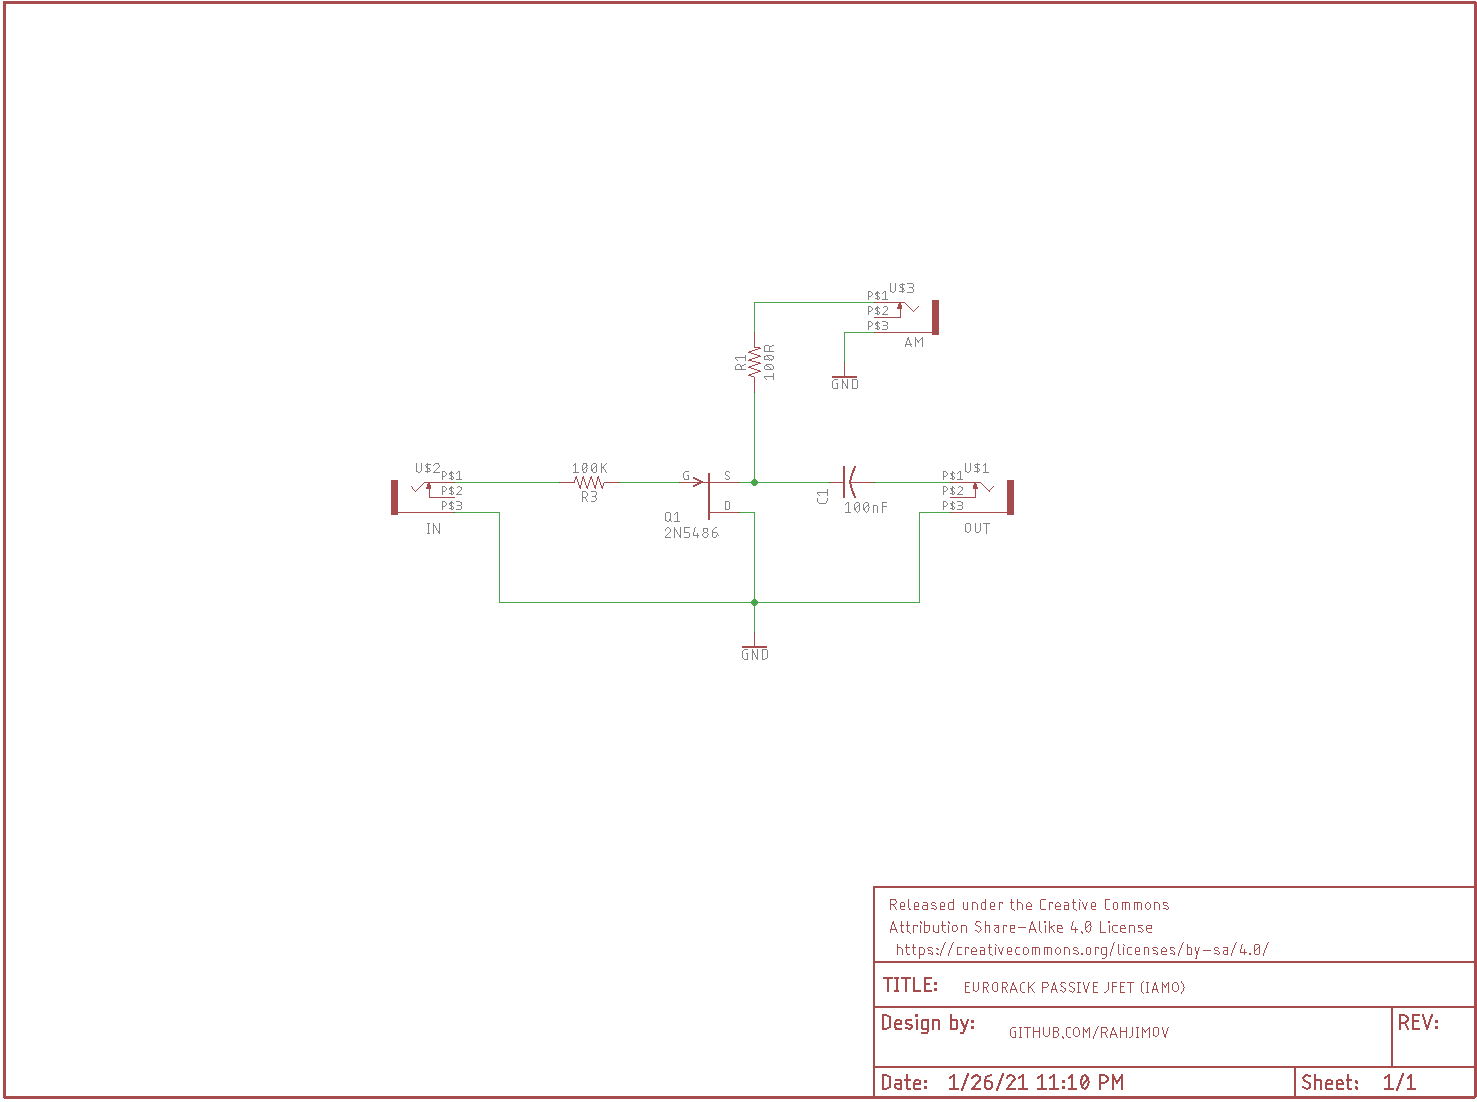 U$3
P$1
P$2
P$3
AM
R1
100R
GND
U$2
P$1
P$2
P$3
IN
100K
R3
G
S
D
Q1
2N5486
C1
100nF
U$1
P$1
P$2
P$3
OUT
GND
Released under the Creative Commons
Attribution Share-Alike 4.0 License
https://creativecommons.org/licenses/by-sa/4.0/
TITLE: EURORACK PASSIVE JFET (IAMO)
Design by: GITHUB.COM/RAHJIMOV
REV:
Date: 1/26/21 11:10 PM
Sheet: 1/1